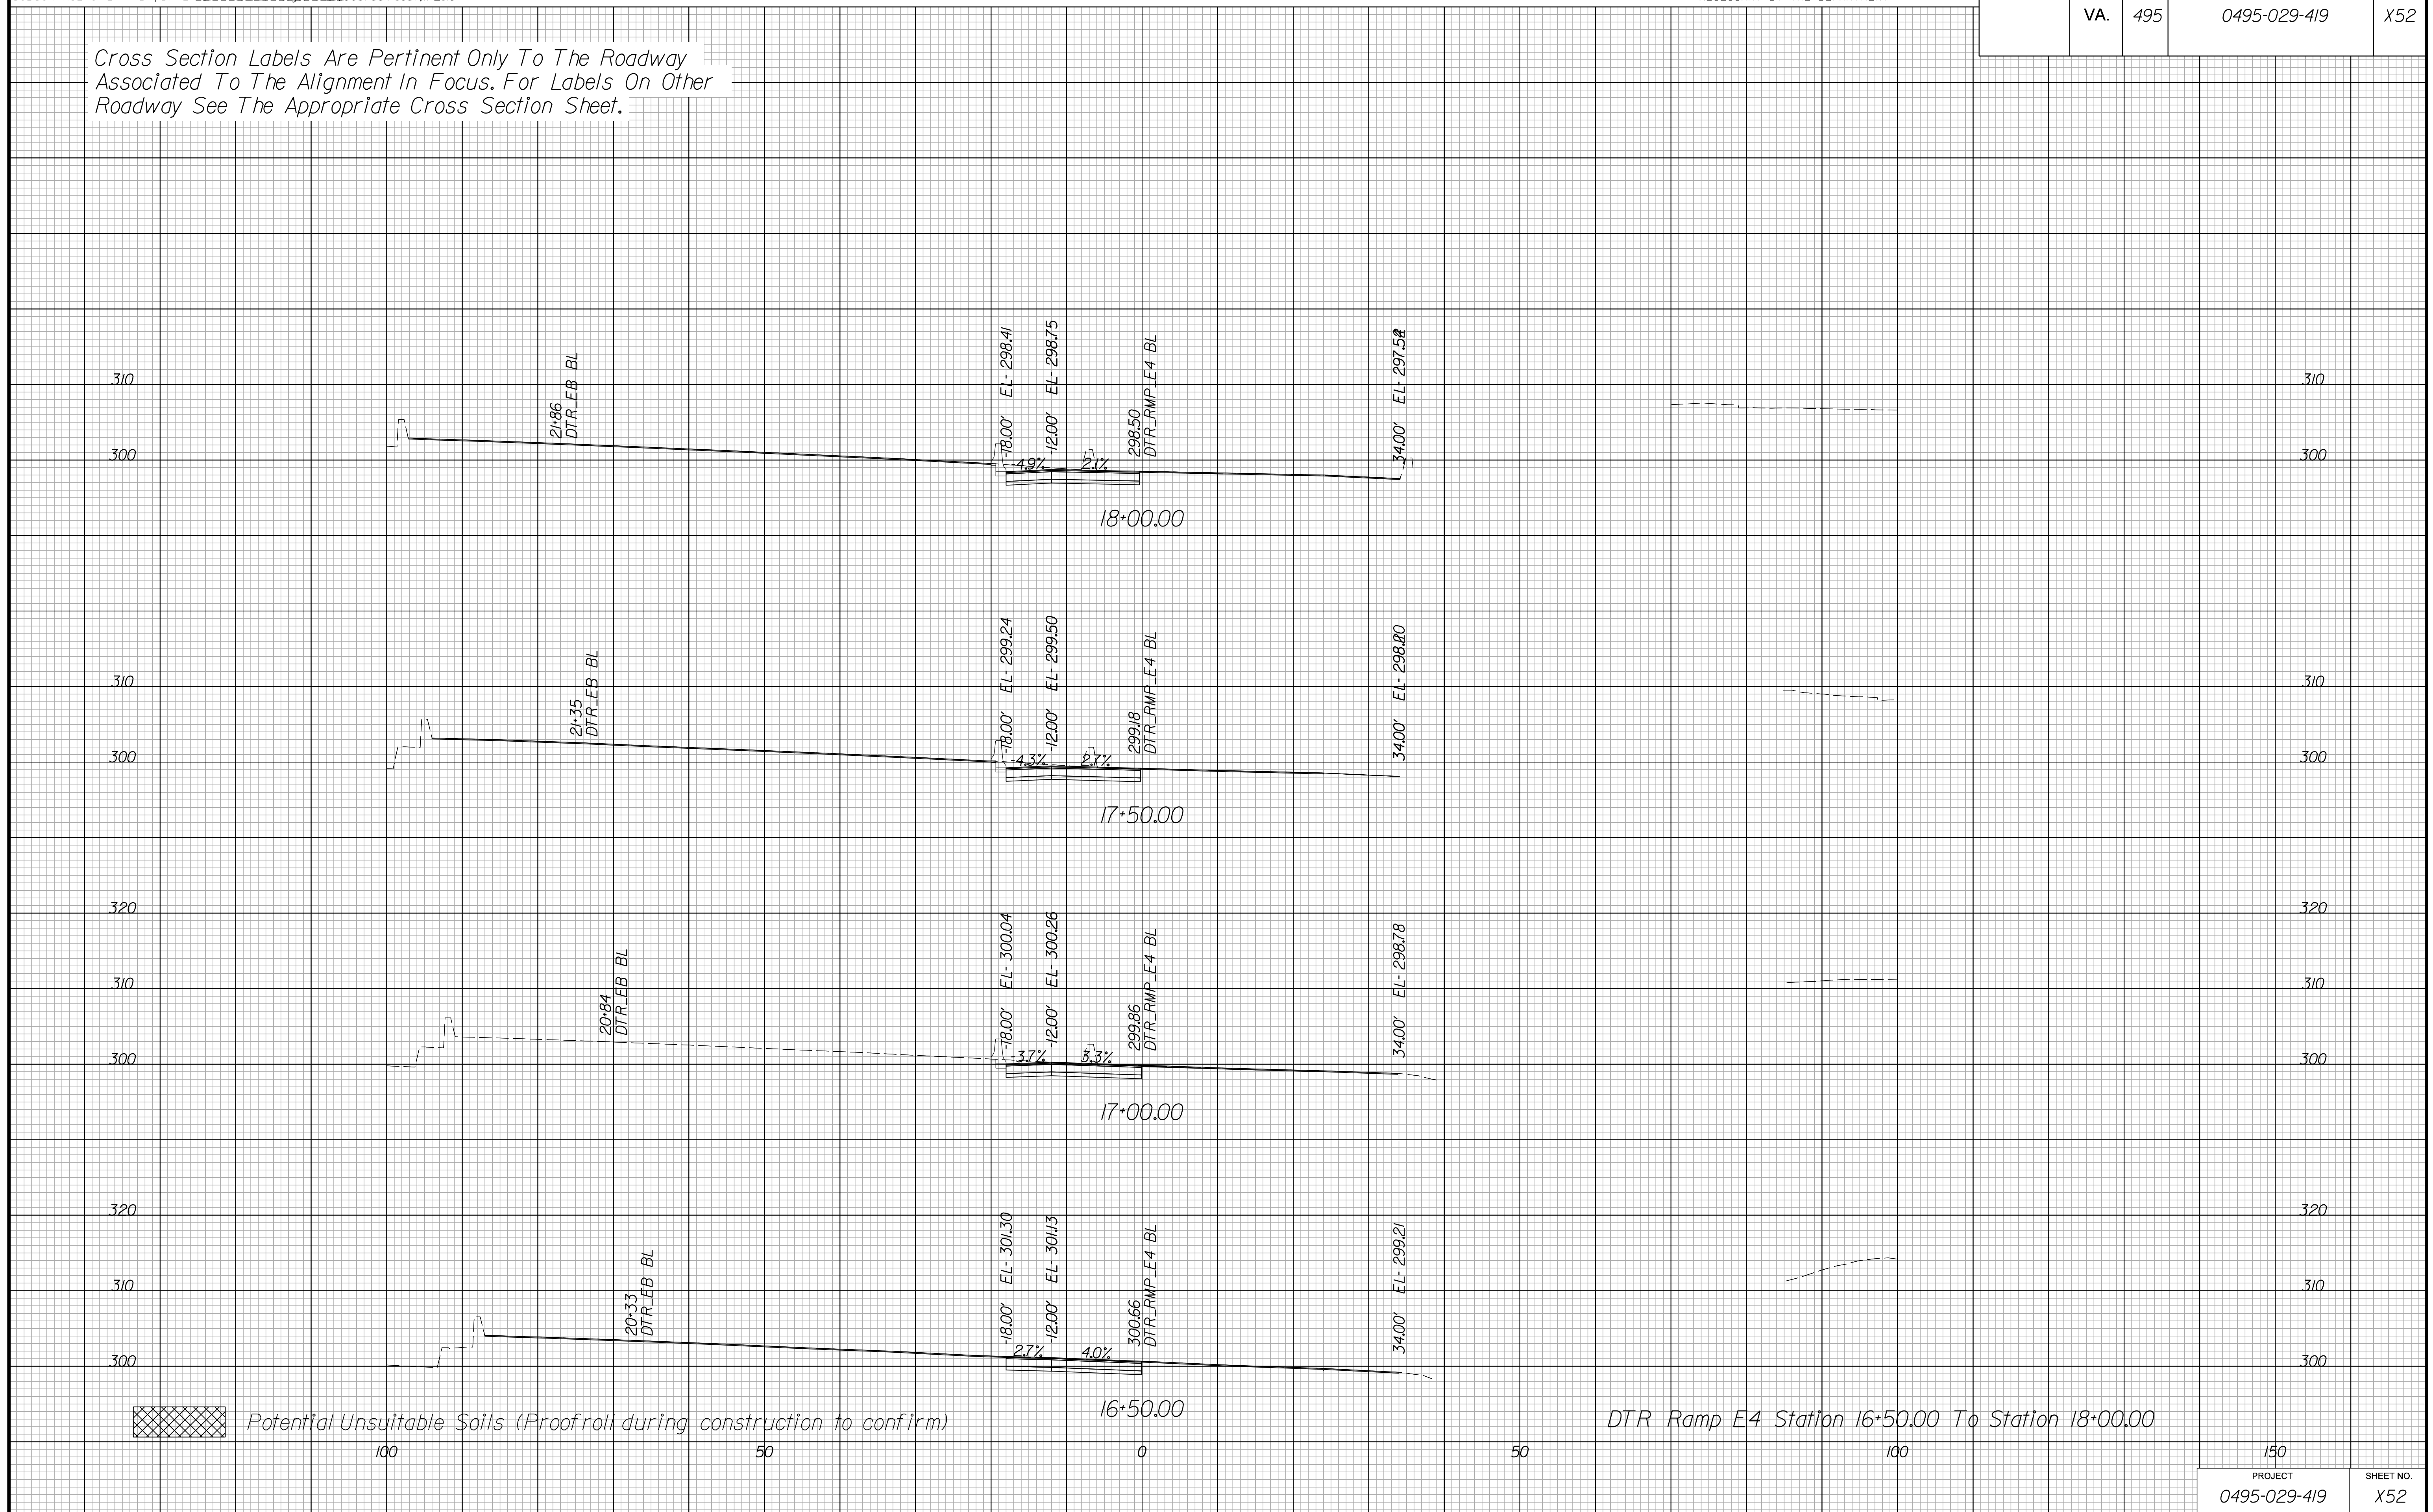 VA. 495 0495-029-419 X52
Cross Section Labels Are Pertinent Only To The Roadway
Associated To The Alignment In Focus. For Labels On Other
Roadway See The Appropriate Cross Section Sheet.
21+86
DTR_EB BL
-18.00' EL- 298.41
-12.00' EL- 298.75
298.50
DTR_RMP_E4 BL
34.00'
310 310
300 300
-4.9% 2.1%
18+00.00
21+35
DTR_EB BL
-18.00' EL- 299.24
-12.00' EL- 299.50
299.18
DTR_RMP_E4 BL
34.00'
310 310
300 300
-4.3% 2.7%
17+50.00
320 320
20+84
DTR_EB BL
-18.00' EL- 300.04
-12.00' EL- 300.26
299.86
DTR_RMP_E4 BL
34.00' EL- 298.78
310 310
300 300
-3.7% 3.3%
17+00.00
320 320
20+33
DTR_EB BL
-18.00' EL- 301.30
-12.00' EL- 301.13
300.66
DTR_RMP_E4 BL
34.00' EL- 299.21
310 310
300 300
2.7% 4.0%
16+50.00
Potential Unsuitable Soils (Proofroll during construction to confirm)
DTR Ramp E4 Station 16+50.00 To Station 18+00.00
100 50 0 50 100 150
PROJECT SHEET NO.
0495-029-419 X52